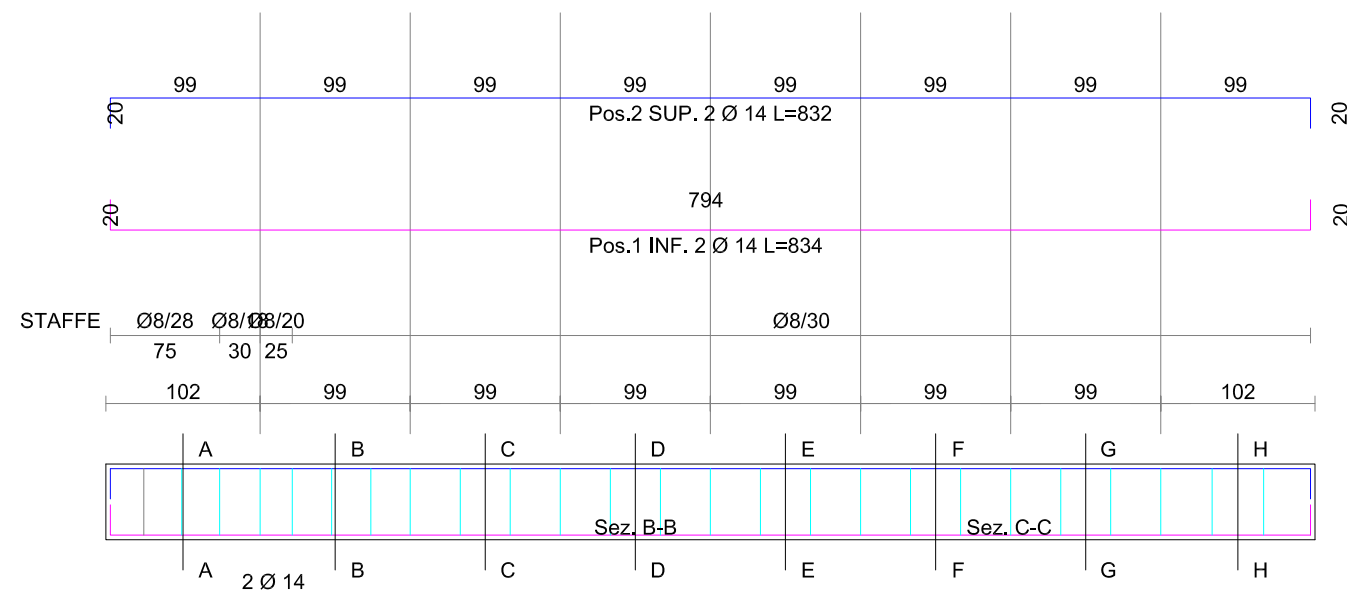 99 99 99 99 99 99 99 99
20 Pos.2 SUP. 2 Ø 14 L=832 20
794
20 Pos.1 INF. 2 Ø 14 L=834 20
STAFFE Ø8/28 Ø8/18 Ø8/20 Ø8/30
75 30 25
102 99 99 99 99 99 99 102
A B C D E F G H
Sez. B-B Sez. C-C
A B C D E F G H
2 Ø 14